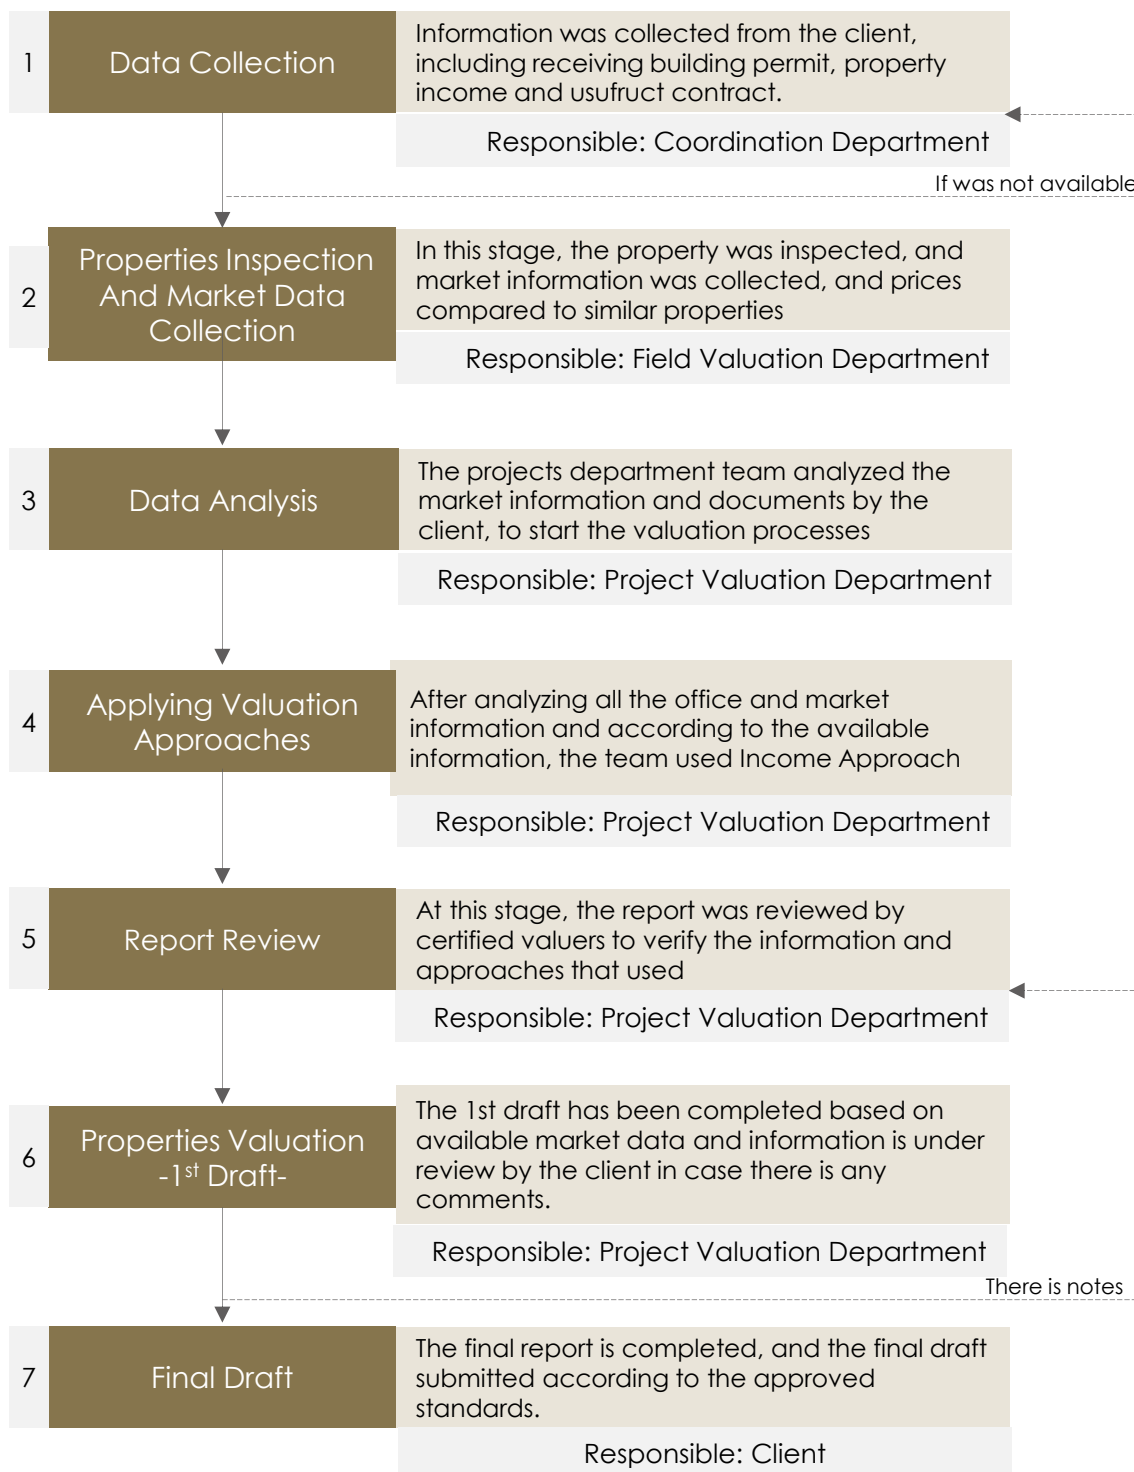 1
Data Collection
Information was collected from the client,
including receiving building permit, property
income and usufruct contract.
Responsible: Coordination Department
If was not available
2
Properties Inspection
And Market Data
Collection
In this stage, the property was inspected, and
market information was collected, and prices
compared to similar properties
Responsible: Field Valuation Department
3
Data Analysis
The projects department team analyzed the
market information and documents by the
client, to start the valuation processes
Responsible: Project Valuation Department
4
Applying Valuation
Approaches
After analyzing all the office and market
information and according to the available
information, the team used Income Approach
Responsible: Project Valuation Department
5
Report Review
At this stage, the report was reviewed by
certified valuers to verify the information and
approaches that used
Responsible: Project Valuation Department
6
Properties Valuation
-1st Draft-
The 1st draft has been completed based on
available market data and information is under
review by the client in case there is any
comments.
Responsible: Project Valuation Department
There is notes
7
Final Draft
The final report is completed, and the final draft
submitted according to the approved
standards.
Responsible: Client